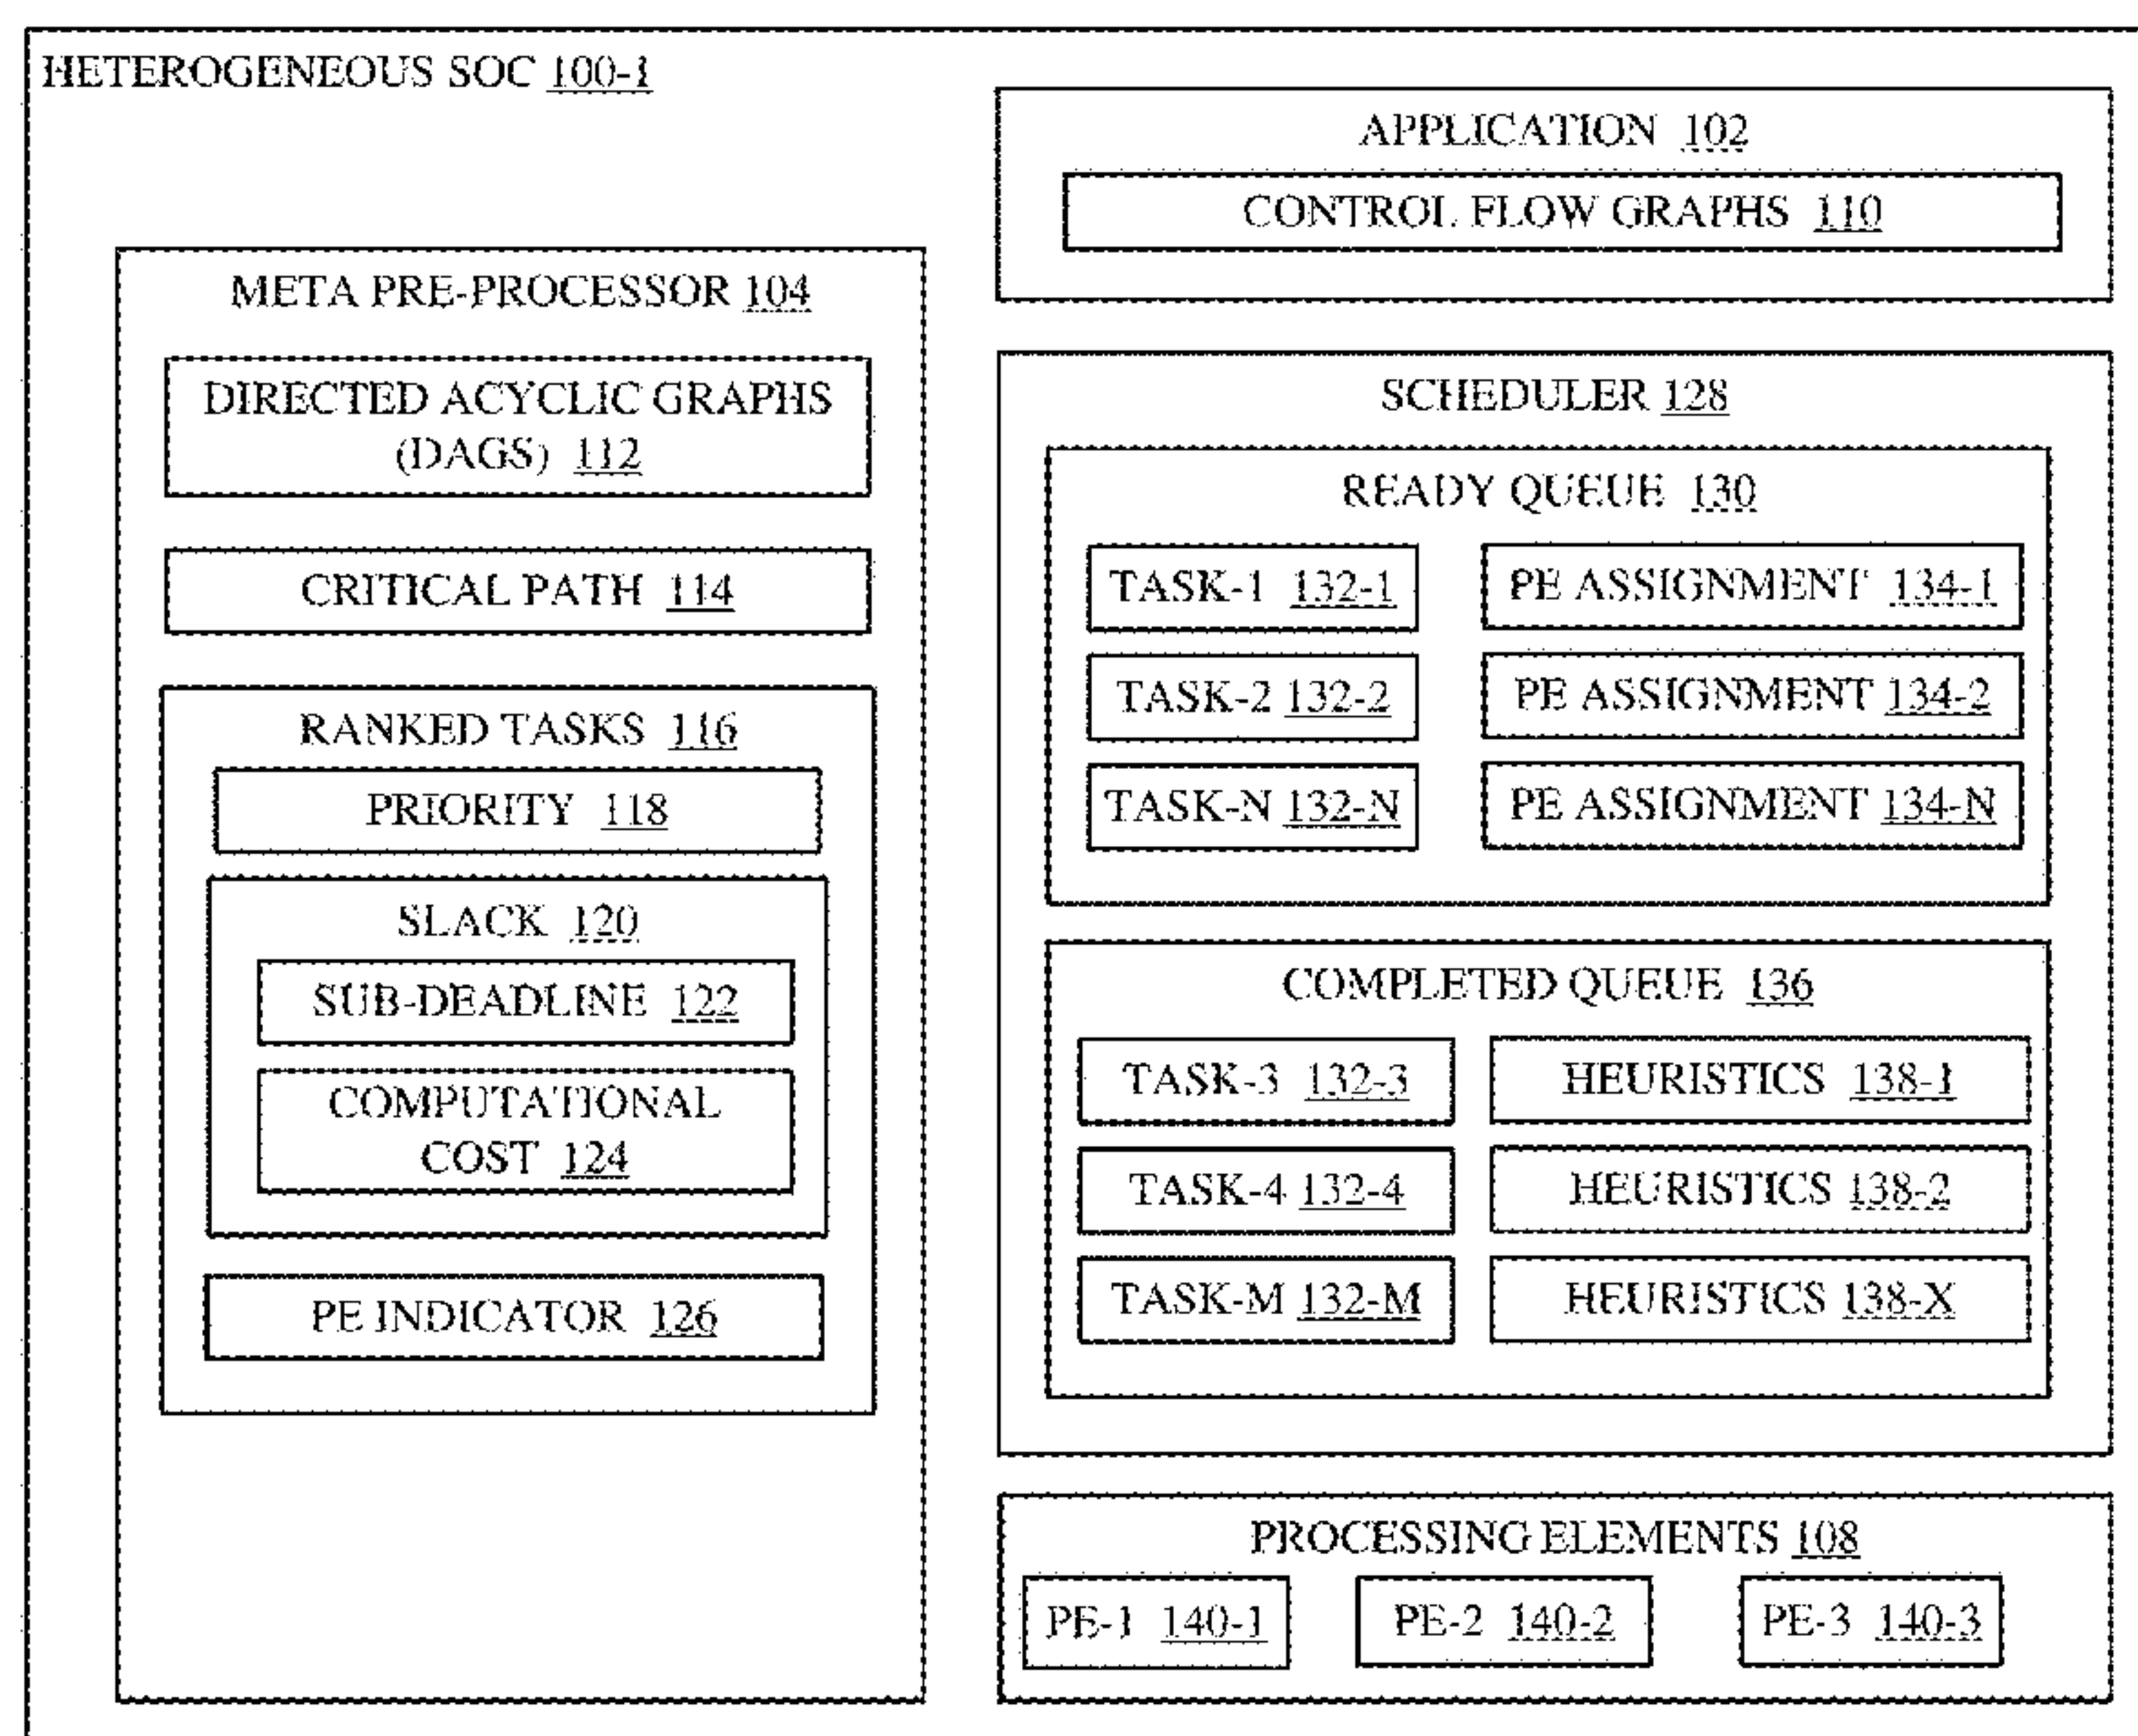 HETEROGENEOUS SOC 100-1
APPLICATION 102
CONTROL FLOW GRAPHS 110
META PRE-PROCESSOR 104
DIRECTED ACYCLIC GRAPHS
(DAGS) 112
CRITICAL PATH 114
RANKED TASKS 116
PRIORITY 118
SLACK 120
SUB-DEADLINE 122
COMPUTATIONAL
COST 124
PE INDICATOR 126
SCHEDULER 128
READY QUEUE 130
TASK-1 132-1
PE ASSIGNMENT 134-1
TASK-2 132-2
PE ASSIGNMENT 134-2
TASK-N 132-N
PE ASSIGNMENT 134-N
COMPLETED QUEUE 136
TASK-3 132-3
HEURISTICS 138-1
TASK-4 132-4
HEURISTICS 138-2
TASK-M 132-M
HEURISTICS 138-X
PROCESSING ELEMENTS 108
PE-1 140-1
PE-2 140-2
PE-3 140-3